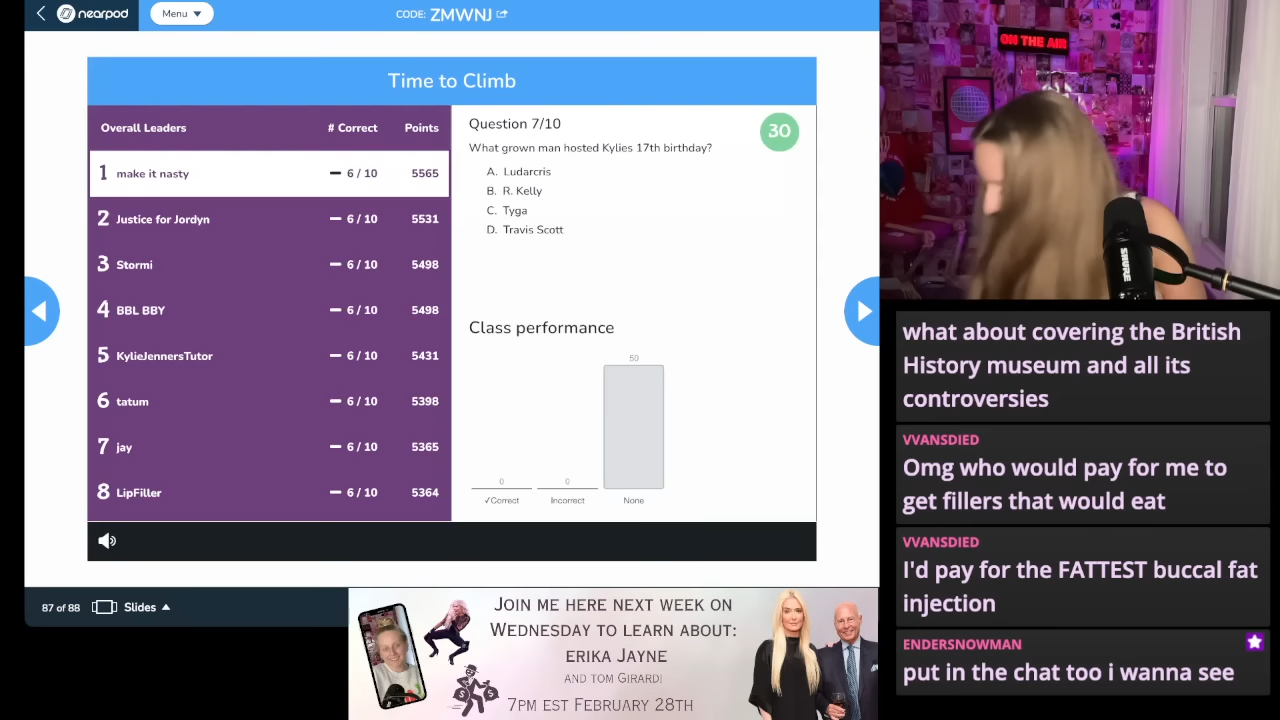 nearpod
Menu
CODE: ZMWNJ
ON THE AIR
Time to Climb
Overall Leaders # Correct Points
1 make it nasty 6 / 10 5565
2 Justice for Jordyn 6 / 10 5531
3 Stormi 6 / 10 5498
4 BBL BBY 6 / 10 5498
5 KylieJennersTutor 6 / 10 5431
6 tatum 6 / 10 5398
7 jay 6 / 10 5365
8 LipFiller 6 / 10 5364
Question 7/10
30
What grown man hosted Kylies 17th birthday?
A. Ludarcris
B. R. Kelly
C. Tyga
D. Travis Scott
Class performance
50
0
0
✓Correct
Incorrect
None
87 of 88
Slides
JOIN ME HERE NEXT WEEK ON
WEDNESDAY TO LEARN ABOUT:
ERIKA JAYNE
AND TOM GIRARDI
7PM EST FEBRUARY 28TH
SHURE
what about covering the British
History museum and all its
controversies
VVANSDIED
Omg who would pay for me to
get fillers that would eat
VVANSDIED
I'd pay for the FATTEST buccal fat
injection
ENDERSNOWMAN
put in the chat too i wanna see